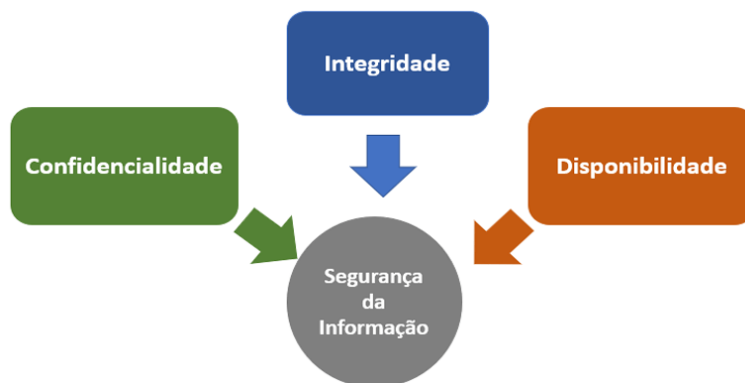 Integridade
Confidencialidade
Disponibilidade
Segurança
da
Informação